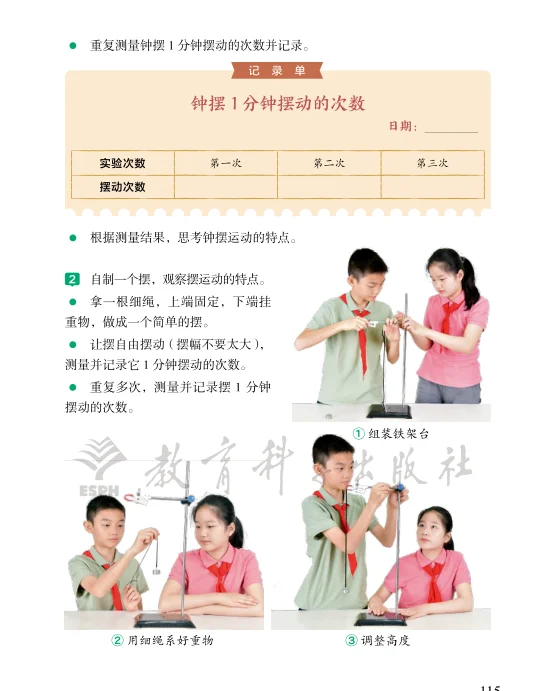 ● 重复测量钟摆 1 分钟摆动的次数并记录。
记 录 单
钟摆 1 分钟摆动的次数
日期：
实验次数 第一次 第二次 第三次
摆动次数
● 根据测量结果，思考钟摆运动的特点。
2 自制一个摆，观察摆运动的特点。
● 拿一根细绳，上端固定，下端挂
重物，做成一个简单的摆。
● 让摆自由摆动（摆幅不要太大），
测量并记录它 1 分钟摆动的次数。
● 重复多次，测量并记录摆 1 分钟
摆动的次数。
① 组装铁架台
教育科学出版社
ESPH
② 用细绳系好重物
③ 调整高度
115